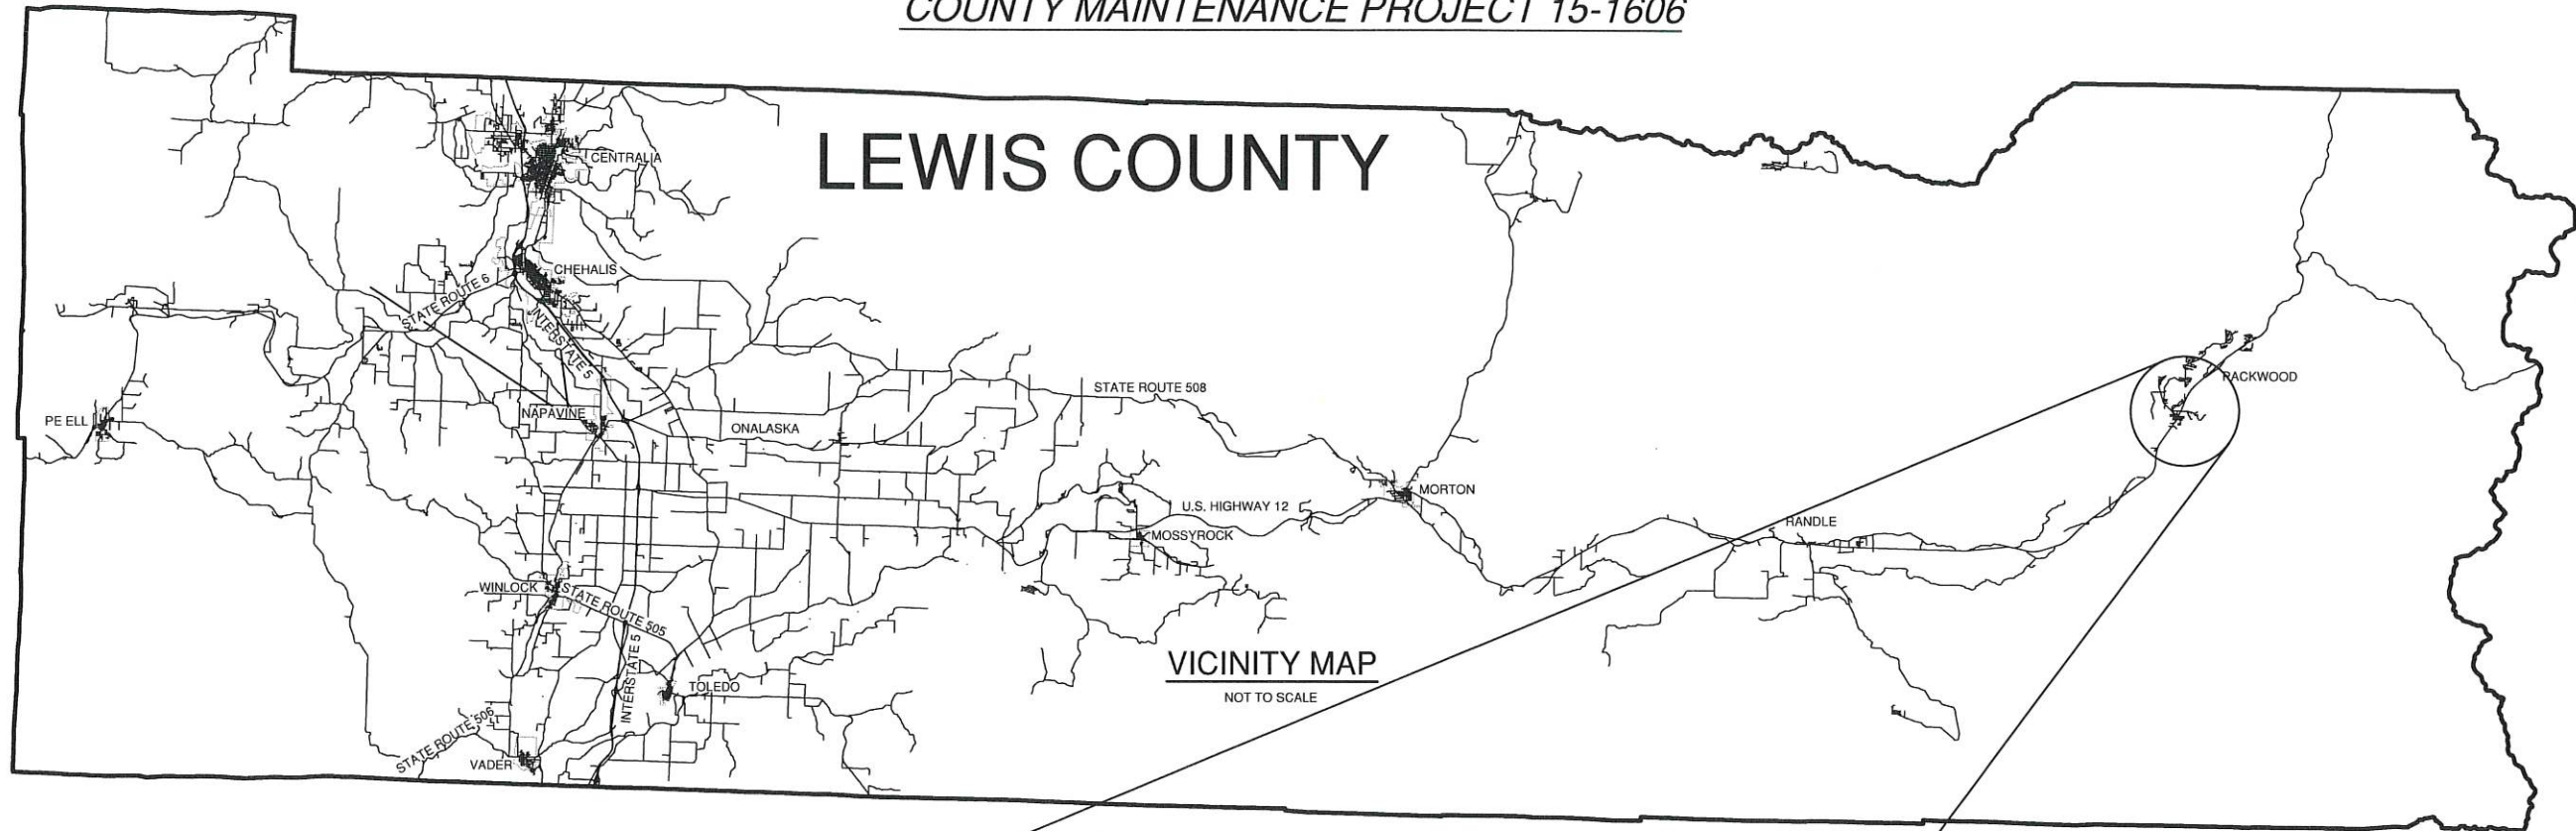 COUNTY MAINTENANCE PROJECT 15-1606
LEWIS COUNTY
CENTRALIA
CHEHALIS
STATE ROUTE 6
INTERSTATE 5
PACKWOOD
STATE ROUTE 508
PE ELL
NAPAVINE
ONALASKA
MORTON
U.S. HIGHWAY 12
RANDLE
MOSSYROCK
WINLOCK
STATE ROUTE 505
INTERSTATE 5
VICINITY MAP
NOT TO SCALE
TOLEDO
STATE ROUTE 506
VADER